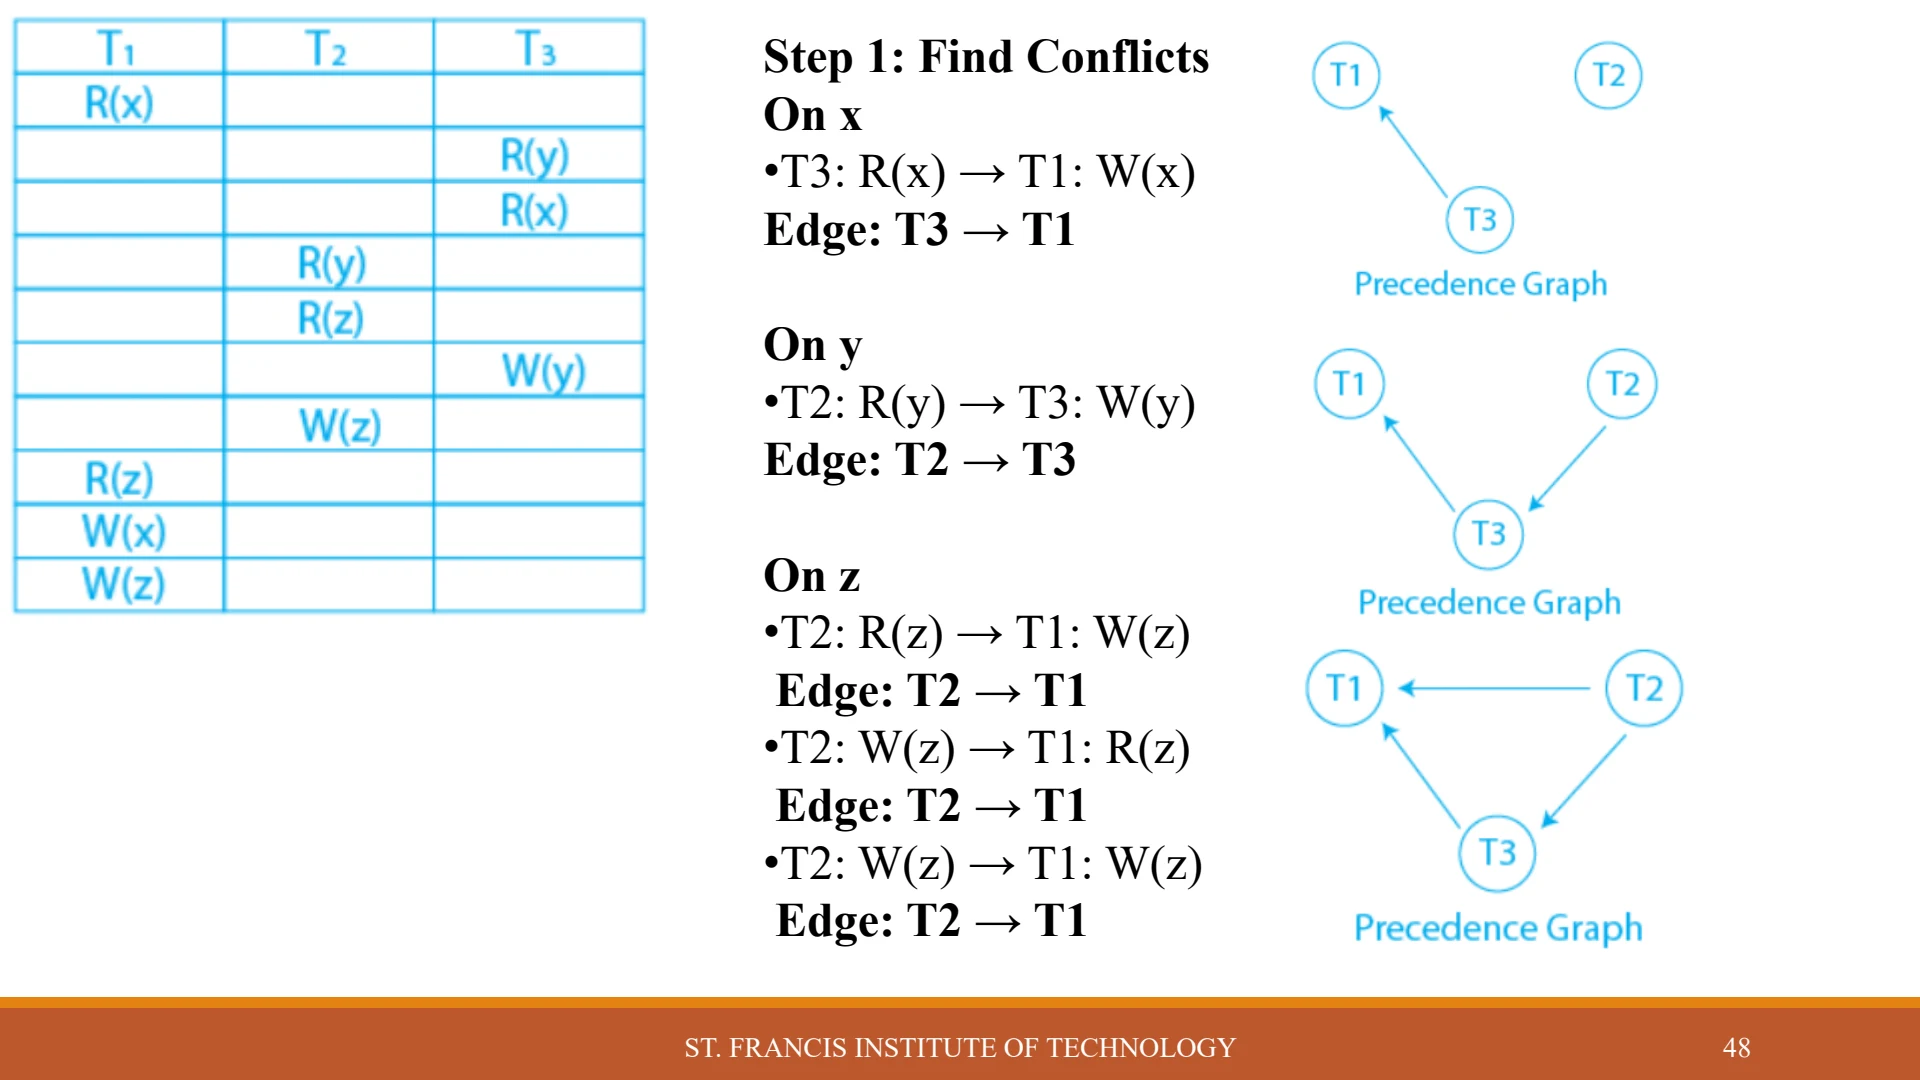 T1 T2 T3
R(x)
R(y)
R(x)
R(y)
R(z)
W(y)
W(z)
R(z)
W(x)
W(z)
Step 1: Find Conflicts
On x
•T3: R(x) → T1: W(x)
Edge: T3 → T1
On y
•T2: R(y) → T3: W(y)
Edge: T2 → T3
On z
•T2: R(z) → T1: W(z)
Edge: T2 → T1
•T2: W(z) → T1: R(z)
Edge: T2 → T1
•T2: W(z) → T1: W(z)
Edge: T2 → T1
T1 T2
T3
Precedence Graph
T1 T2
T3
Precedence Graph
T1 T2
T3
Precedence Graph
ST. FRANCIS INSTITUTE OF TECHNOLOGY 48